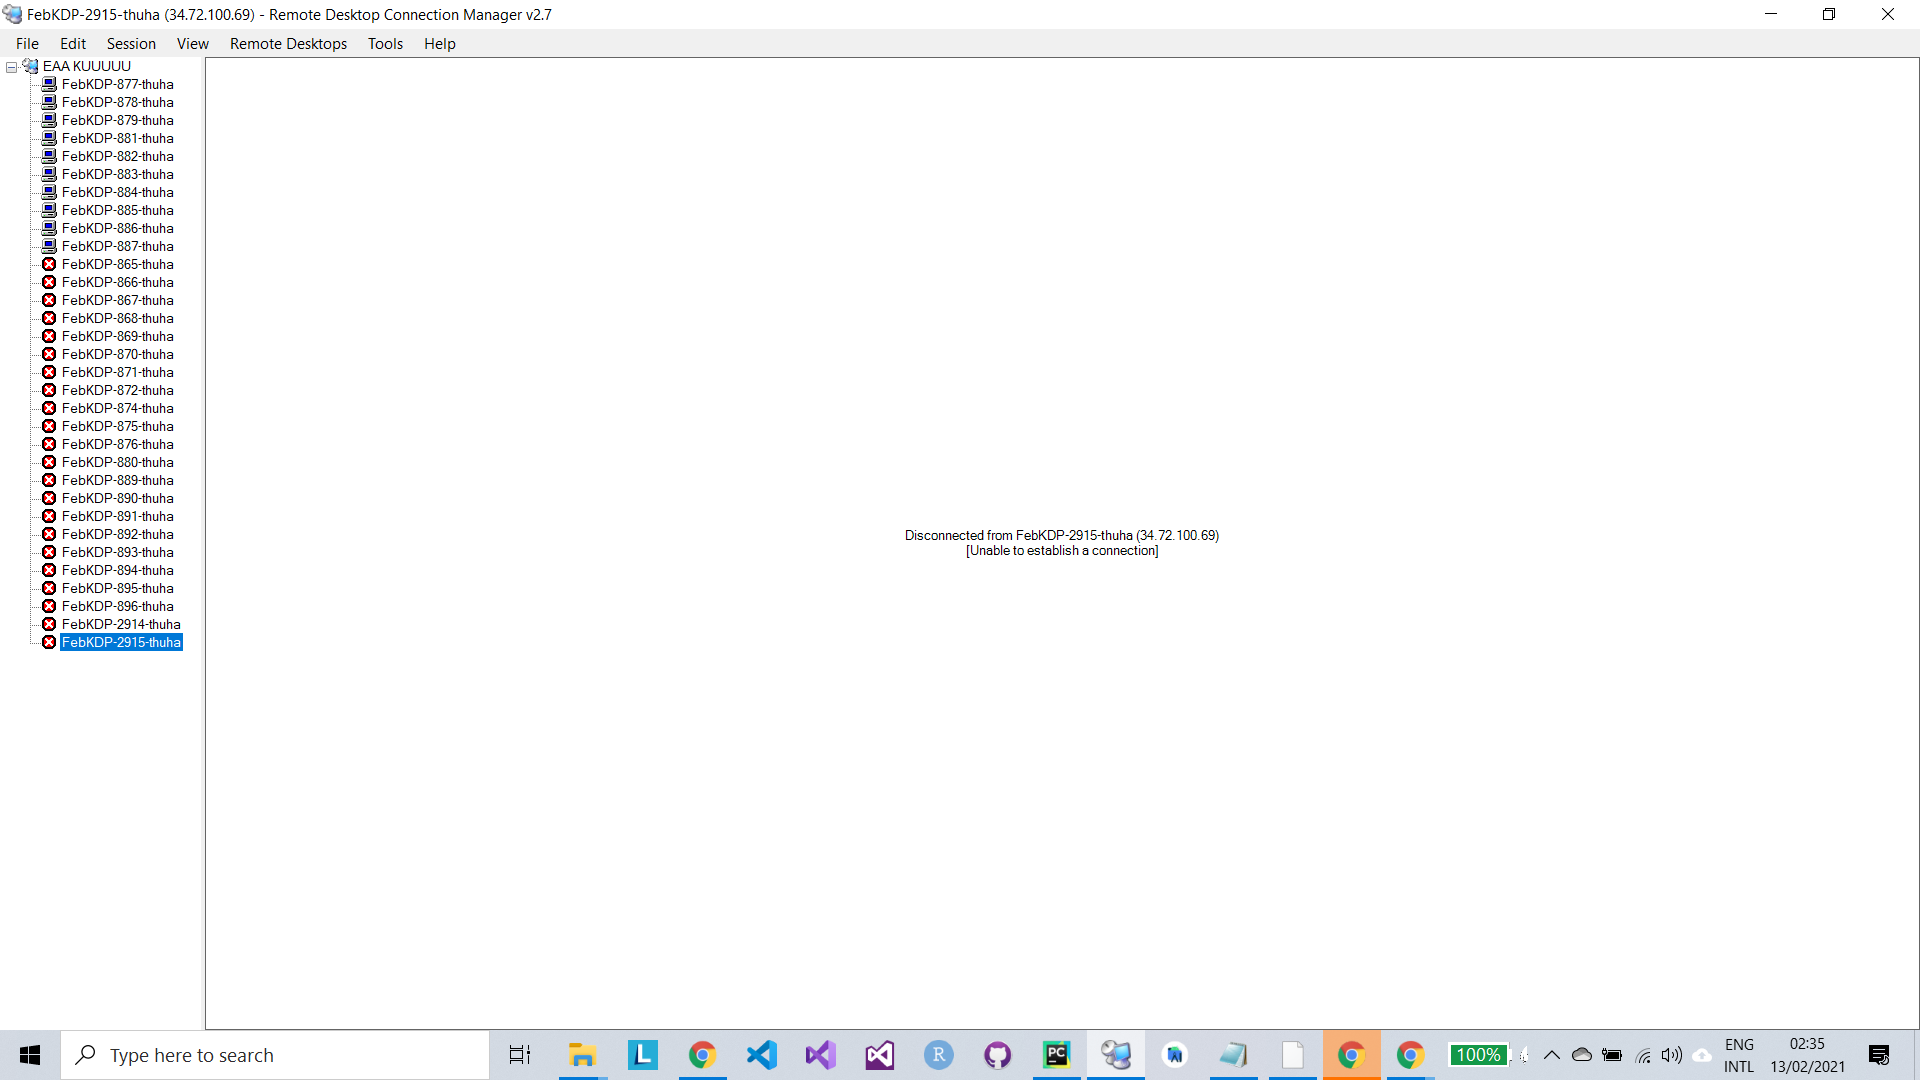 FebKDP-2915-thuha (34.72.100.69) - Remote Desktop Connection Manager v2.7
File Edit Session View Remote Desktops Tools Help
EAA KUUUUU
FebKDP-877-thuha
FebKDP-878-thuha
FebKDP-879-thuha
FebKDP-881-thuha
FebKDP-882-thuha
FebKDP-883-thuha
FebKDP-884-thuha
FebKDP-885-thuha
FebKDP-886-thuha
FebKDP-887-thuha
FebKDP-865-thuha
FebKDP-866-thuha
FebKDP-867-thuha
FebKDP-868-thuha
FebKDP-869-thuha
FebKDP-870-thuha
FebKDP-871-thuha
FebKDP-872-thuha
FebKDP-874-thuha
FebKDP-875-thuha
FebKDP-876-thuha
FebKDP-880-thuha
FebKDP-889-thuha
FebKDP-890-thuha
FebKDP-891-thuha
FebKDP-892-thuha
FebKDP-893-thuha
FebKDP-894-thuha
FebKDP-895-thuha
FebKDP-896-thuha
FebKDP-2914-thuha
FebKDP-2915-thuha
Disconnected from FebKDP-2915-thuha (34.72.100.69)
[Unable to establish a connection]
Type here to search
L
R
PC
100%
ENG
INTL
02:35
13/02/2021